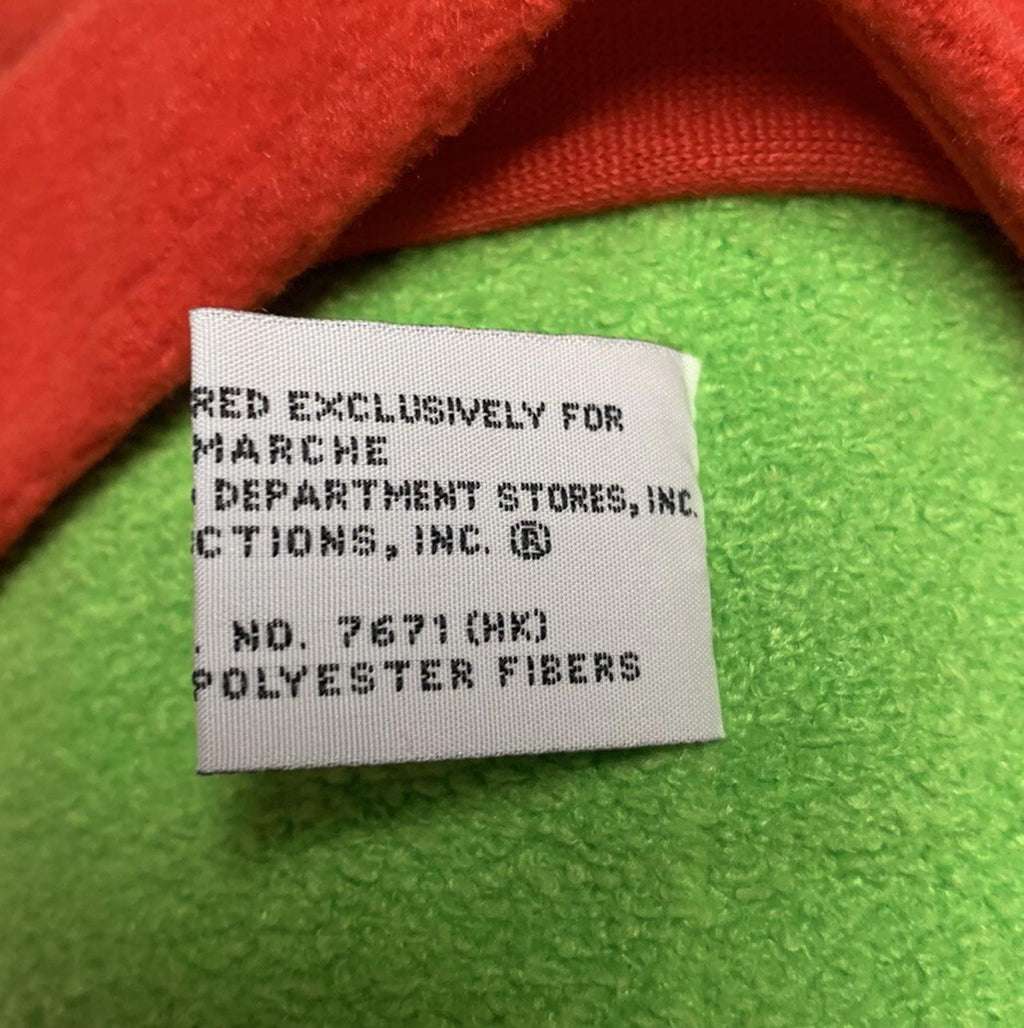 RED EXCLUSIVELY FOR
MARCHE
DEPARTMENT STORES, INC.
CTIONS, INC. ®
. NO. 7671 (HK)
POLYESTER FIBERS